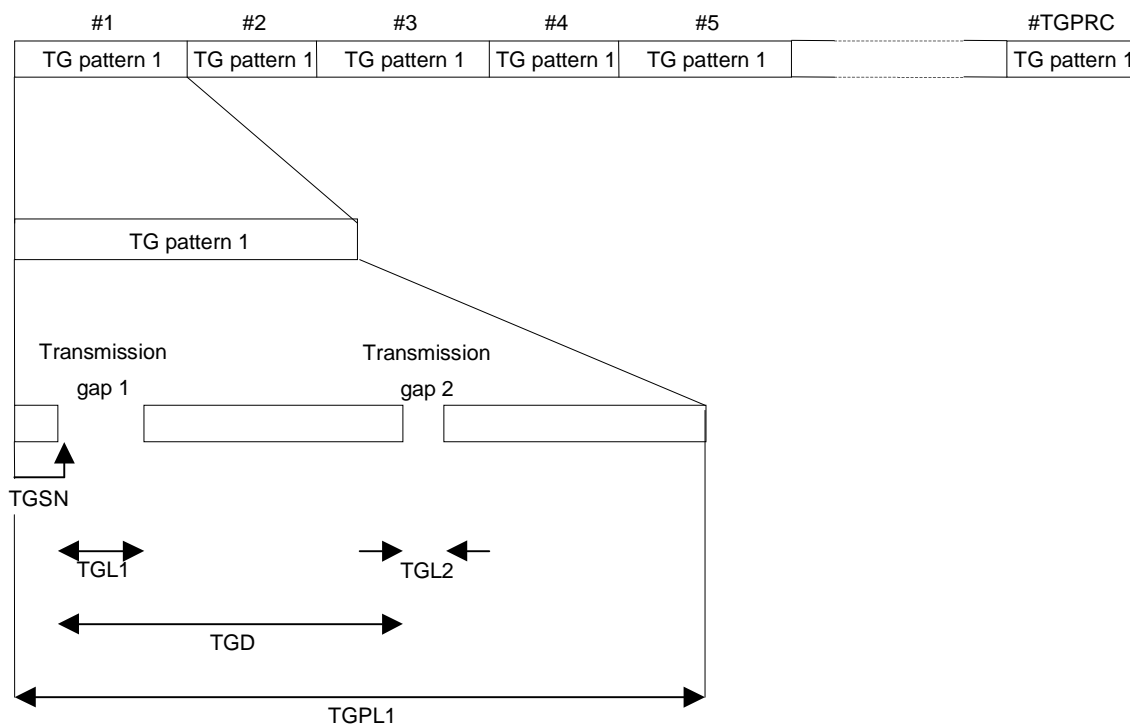 #1 #2 #3 #4 #5 #TGPRC
TG pattern 1 TG pattern 1 TG pattern 1 TG pattern 1 TG pattern 1 TG pattern 1
TG pattern 1
Transmission
gap 1
Transmission
gap 2
TGSN
TGL1
TGL2
TGD
TGPL1